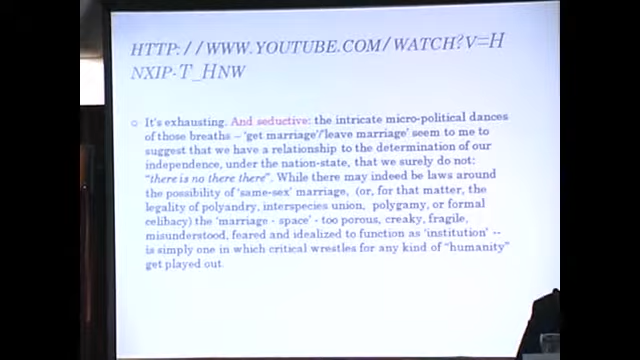 HTTP://WWW.YOUTUBE.COM/WATCH?V=H
NXIP-T_HNW
It's exhausting. And seductive: the intricate micro-political dances
of those breaths – 'get marriage'/'leave marriage' seem to me to
suggest that we have a relationship to the determination of our
independence, under the nation-state, that we surely do not:
"there is no there there". While there may indeed be laws around
the possibility of 'same-sex' marriage, (or, for that matter, the
legality of polyandry, interspecies union, polygamy, or formal
celibacy) the 'marriage - space' - too porous, creaky, fragile,
misunderstood, feared and idealized to function as 'institution' --
is simply one in which critical wrestles for any kind of "humanity"
get played out.